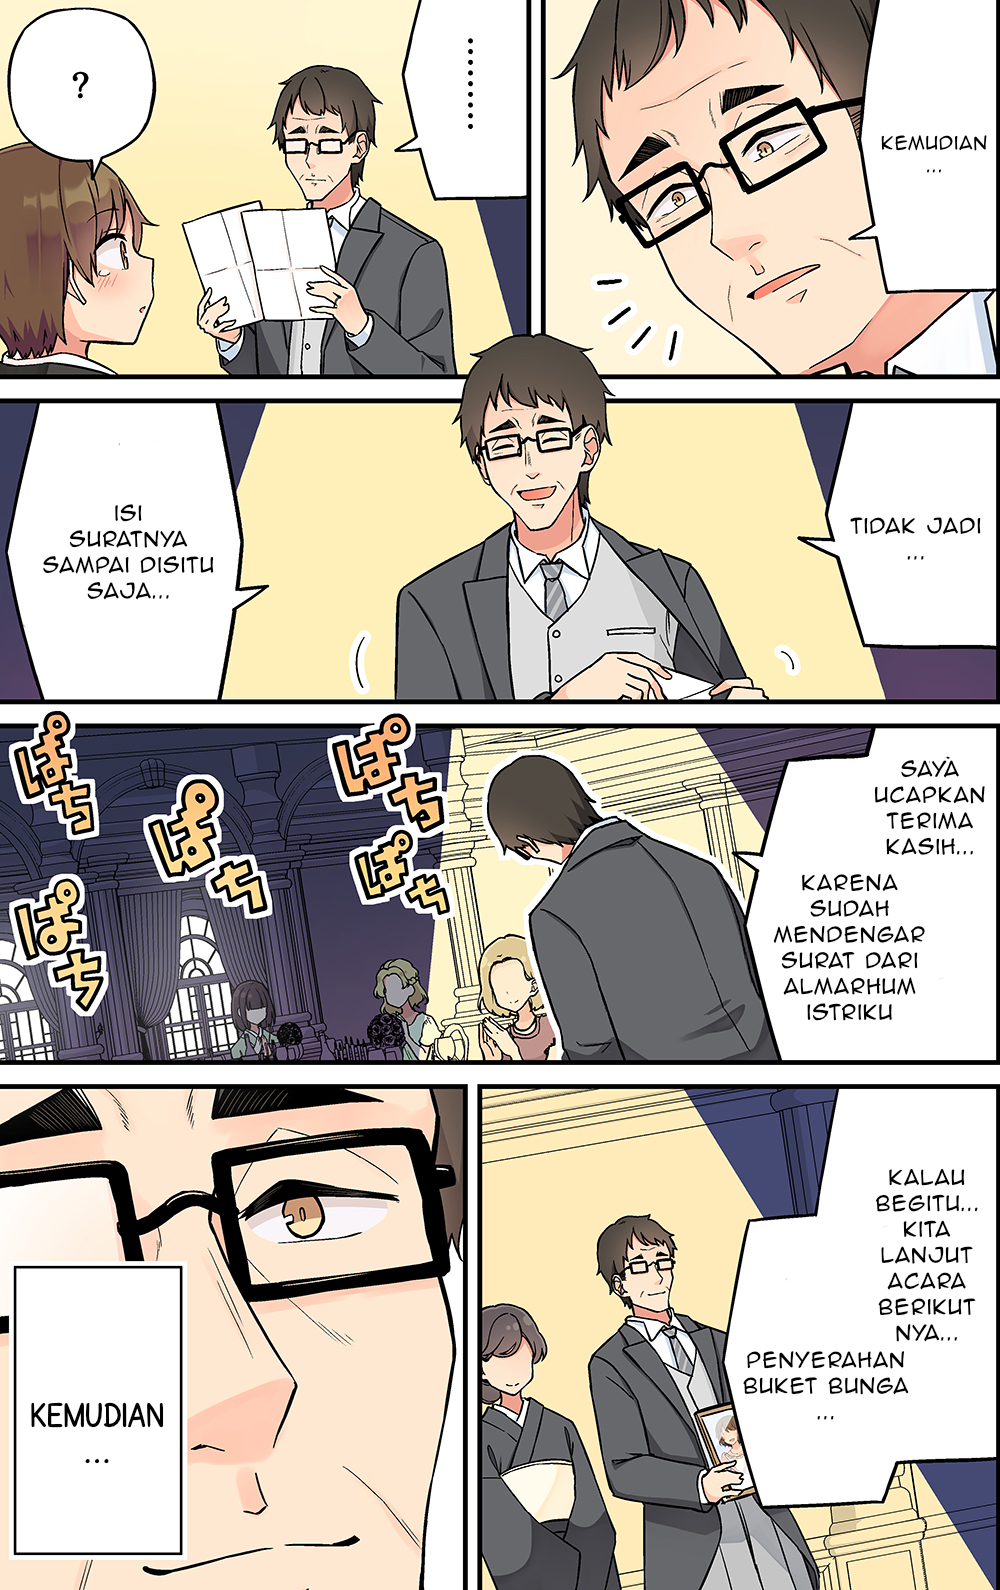 KEMUDIAN
...
.........
?
TIDAK JADI
...
ISI
SURATNYA
SAMPAI DISITU
SAJA...
SAYA
UCAPKAN
TERIMA
KASIH...
KARENA
SUDAH
MENDENGAR
SURAT DARI
ALMARHUM
ISTRIKU
ぱち
ぱち
ぱち
ぱち
ぱち
KALAU
BEGITU...
KITA
LANJUT
ACARA
BERIKUT
NYA...
PENYERAHAN
BUKET BUNGA
...
KEMUDIAN
...